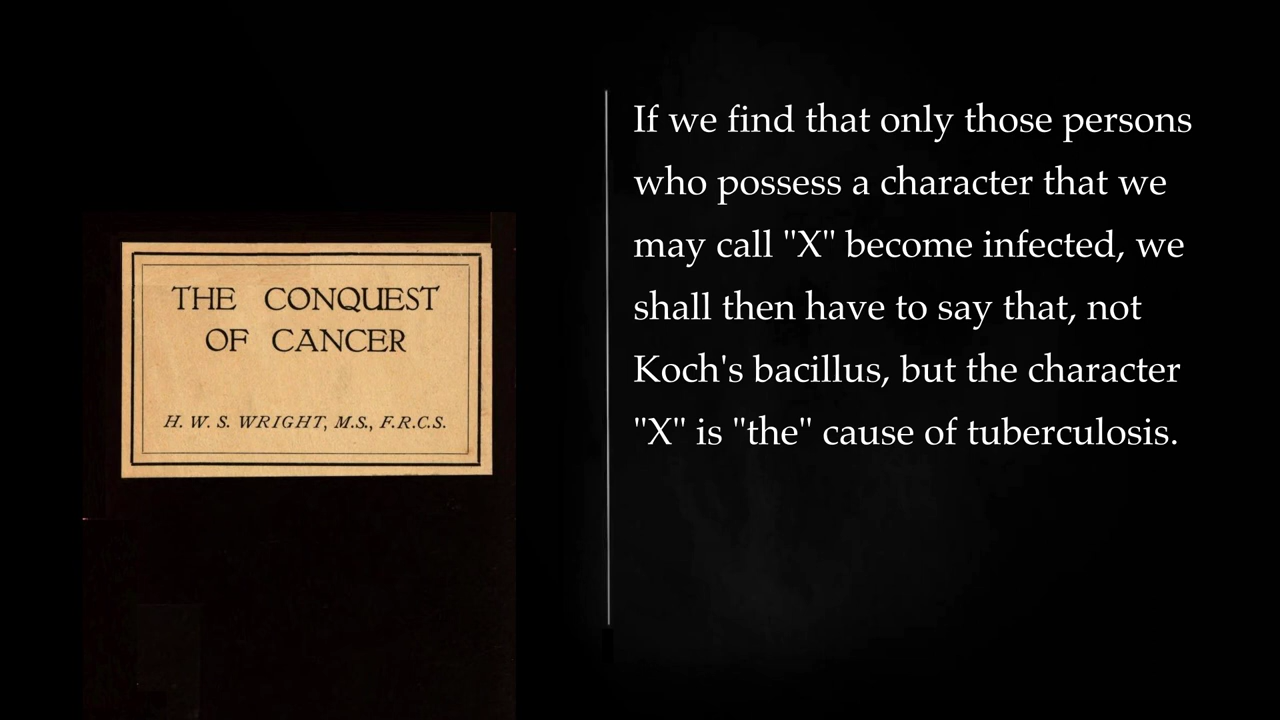 THE CONQUEST
OF CANCER
H. W. S. WRIGHT, M.S., F.R.C.S.
If we find that only those persons
who possess a character that we
may call "X" become infected, we
shall then have to say that, not
Koch's bacillus, but the character
"X" is "the" cause of tuberculosis.